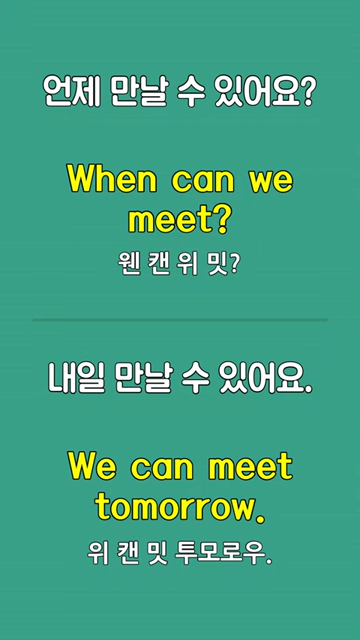 언제 만날 수 있어요?
When can we
meet?
웬 캔 위 밋?
내일 만날 수 있어요.
We can meet
tomorrow.
위 캔 밋 투모로우.